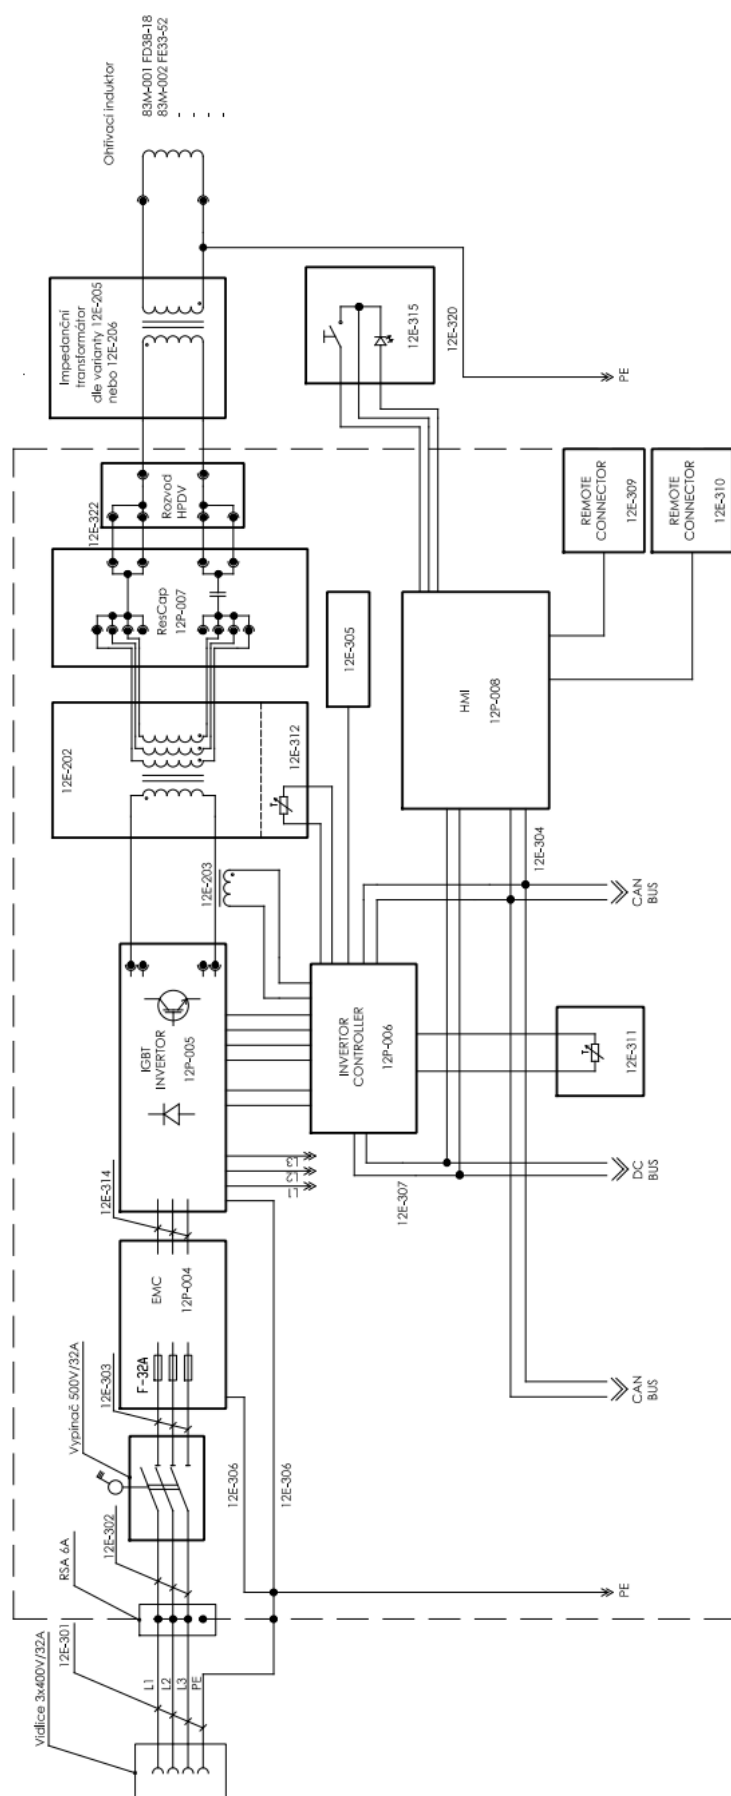 Ohřívací induktor
83M-001 FD38-18
83M-002 FE33-52
-
-
-
-
Impedanční
transformátor
dle varianty 12E-205
nebo 12E-206
12E-315
12E-320
PE
12E-322
Rozvod
HPDV
REMOTE
CONNECTOR
12E-309
REMOTE
CONNECTOR
12E-310
ResCap
12P-007
12E-305
HMI
12P-008
12E-202
12E-312
T
12E-203
12E-304
CAN
BUS
IGBT
INVERTOR
12P-005
INVERTOR
CONTROLLER
12P-006
T
12E-311
L1
L2
L3
12E-314
12E-307
DC
BUS
EMC
12P-004
F-32A
12E-303
Vypínač 500V/32A
12E-306
12E-306
CAN
BUS
12E-302
RSA 6A
PE
12E-301
Vidlice 3x400V/32A
L1
L2
L3
PE